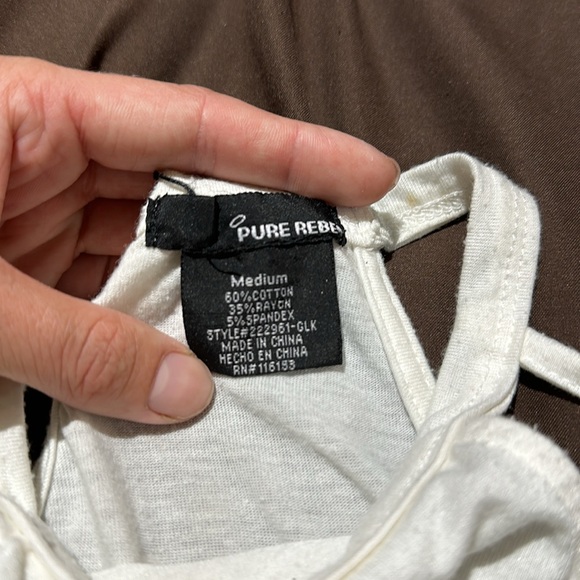 PURE REBE
Medium
60%COTTON
35%RAYON
5%SPANDEX
STYLE#222961-GLK
MADE IN CHINA
HECHO EN CHINA
RN#116153